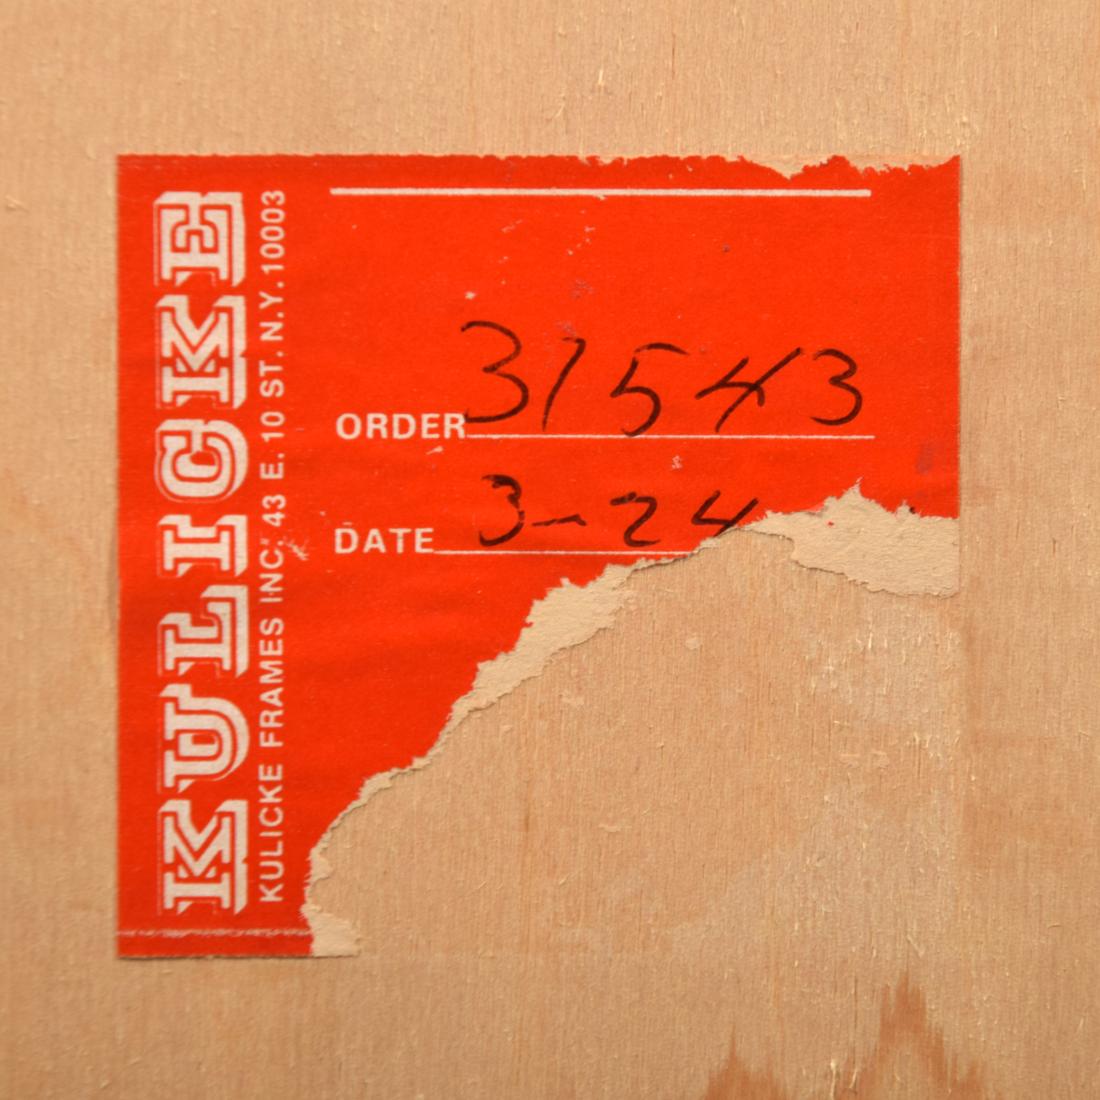 KULICKE
KULICKE FRAMES INC. 43 E. 10 ST. N.Y. 10003
ORDER 31543
DATE 3-24